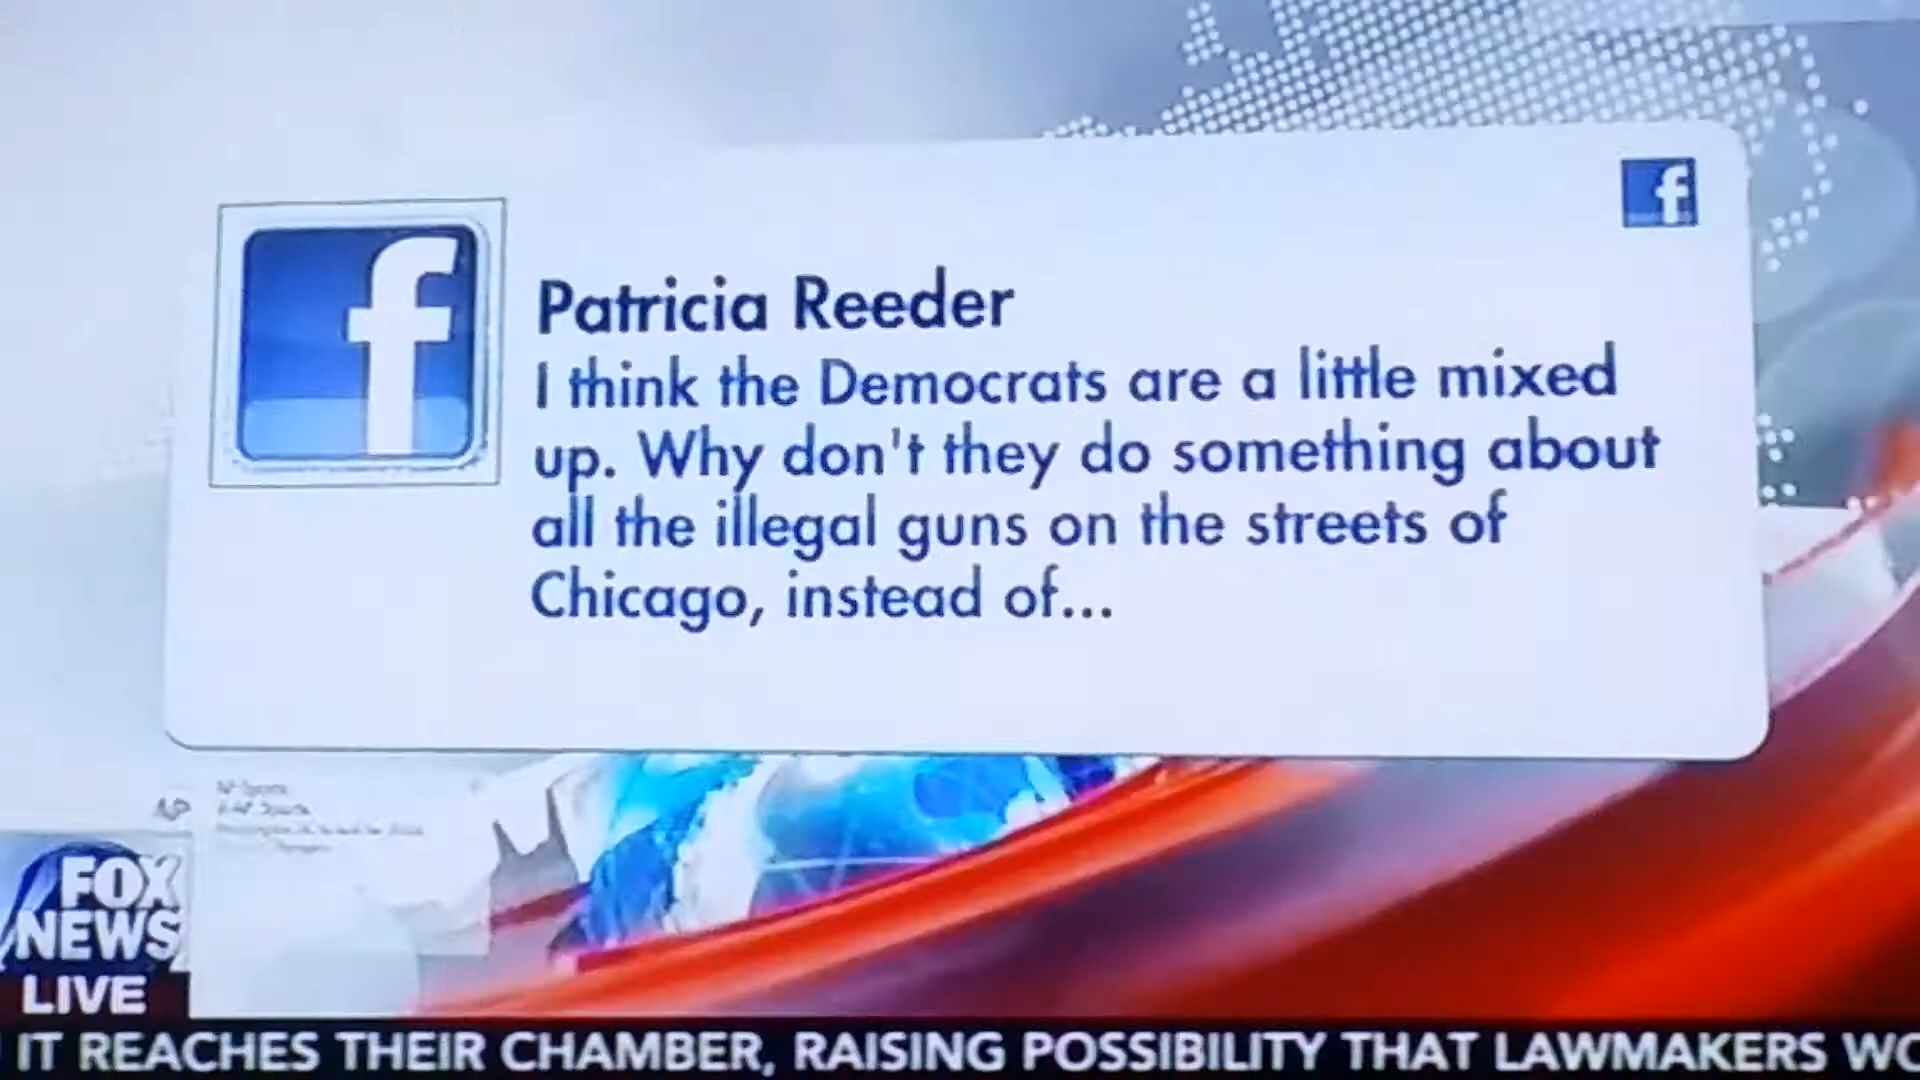 Patricia Reeder
I think the Democrats are a little mixed
up. Why don't they do something about
all the illegal guns on the streets of
Chicago, instead of...
AP
FOX
NEWS
LIVE
IT REACHES THEIR CHAMBER, RAISING POSSIBILITY THAT LAWMAKERS WO